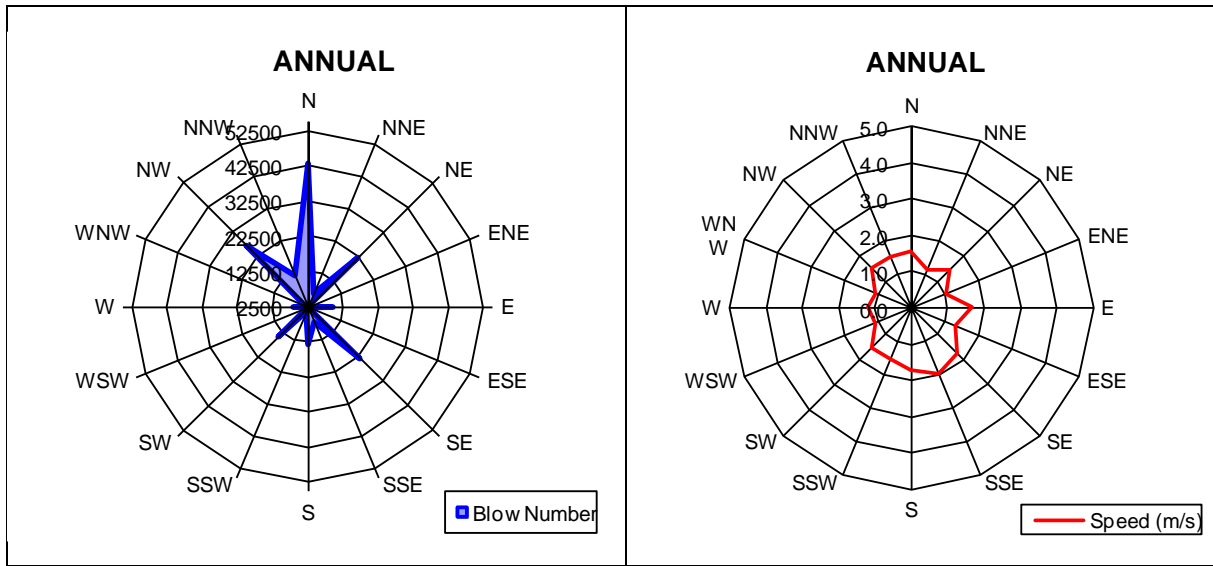 ANNUAL
N
NNE
NE
ENE
E
ESE
SE
SSE
S
SSW
SW
WSW
W
WNW
NW
NNW
52500
42500
32500
22500
12500
2500
Blow Number
ANNUAL
N
NNE
NE
ENE
E
ESE
SE
SSE
S
SSW
SW
WSW
W
WN
W
NW
NNW
5.0
4.0
3.0
2.0
1.0
0.0
Speed (m/s)